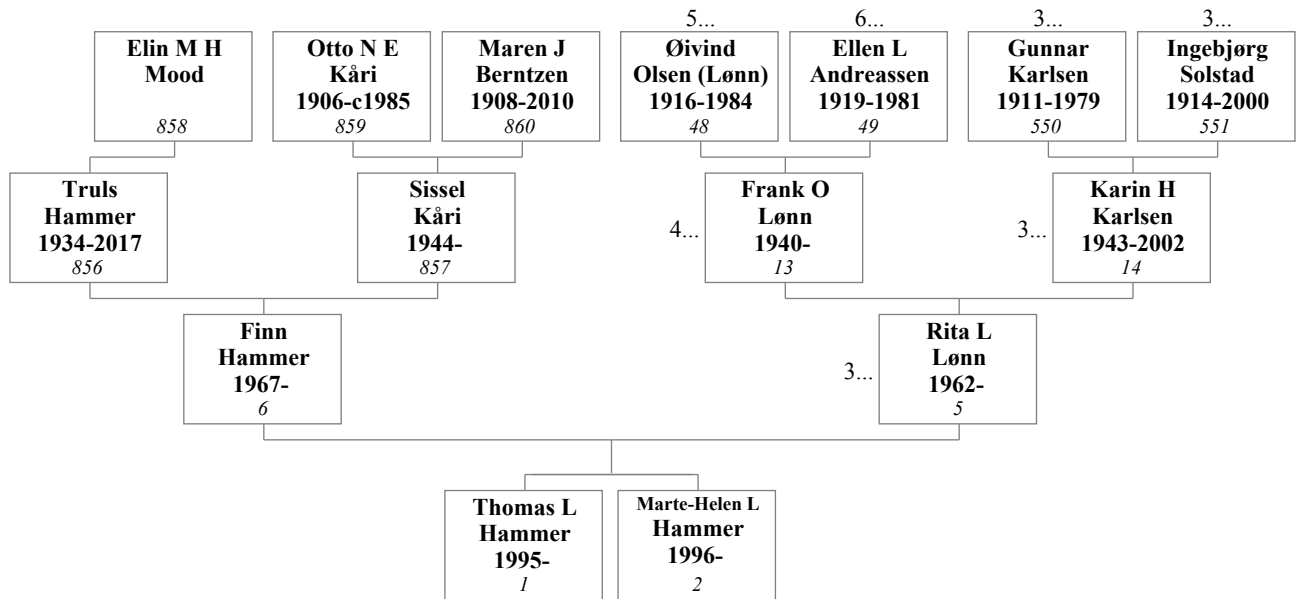 5...
6...
3...
3...
Elin M H
Mood
858
Otto N E
Kåri
1906-c1985
859
Maren J
Berntzen
1908-2010
860
Øivind
Olsen (Lønn)
1916-1984
48
Ellen L
Andreassen
1919-1981
49
Gunnar
Karlsen
1911-1979
550
Ingebjørg
Solstad
1914-2000
551
Truls
Hammer
1934-2017
856
Sissel
Kåri
1944-
857
4...
Frank O
Lønn
1940-
13
3...
Karin H
Karlsen
1943-2002
14
Finn
Hammer
1967-
6
3...
Rita L
Lønn
1962-
5
Thomas L
Hammer
1995-
1
Marte-Helen L
Hammer
1996-
2